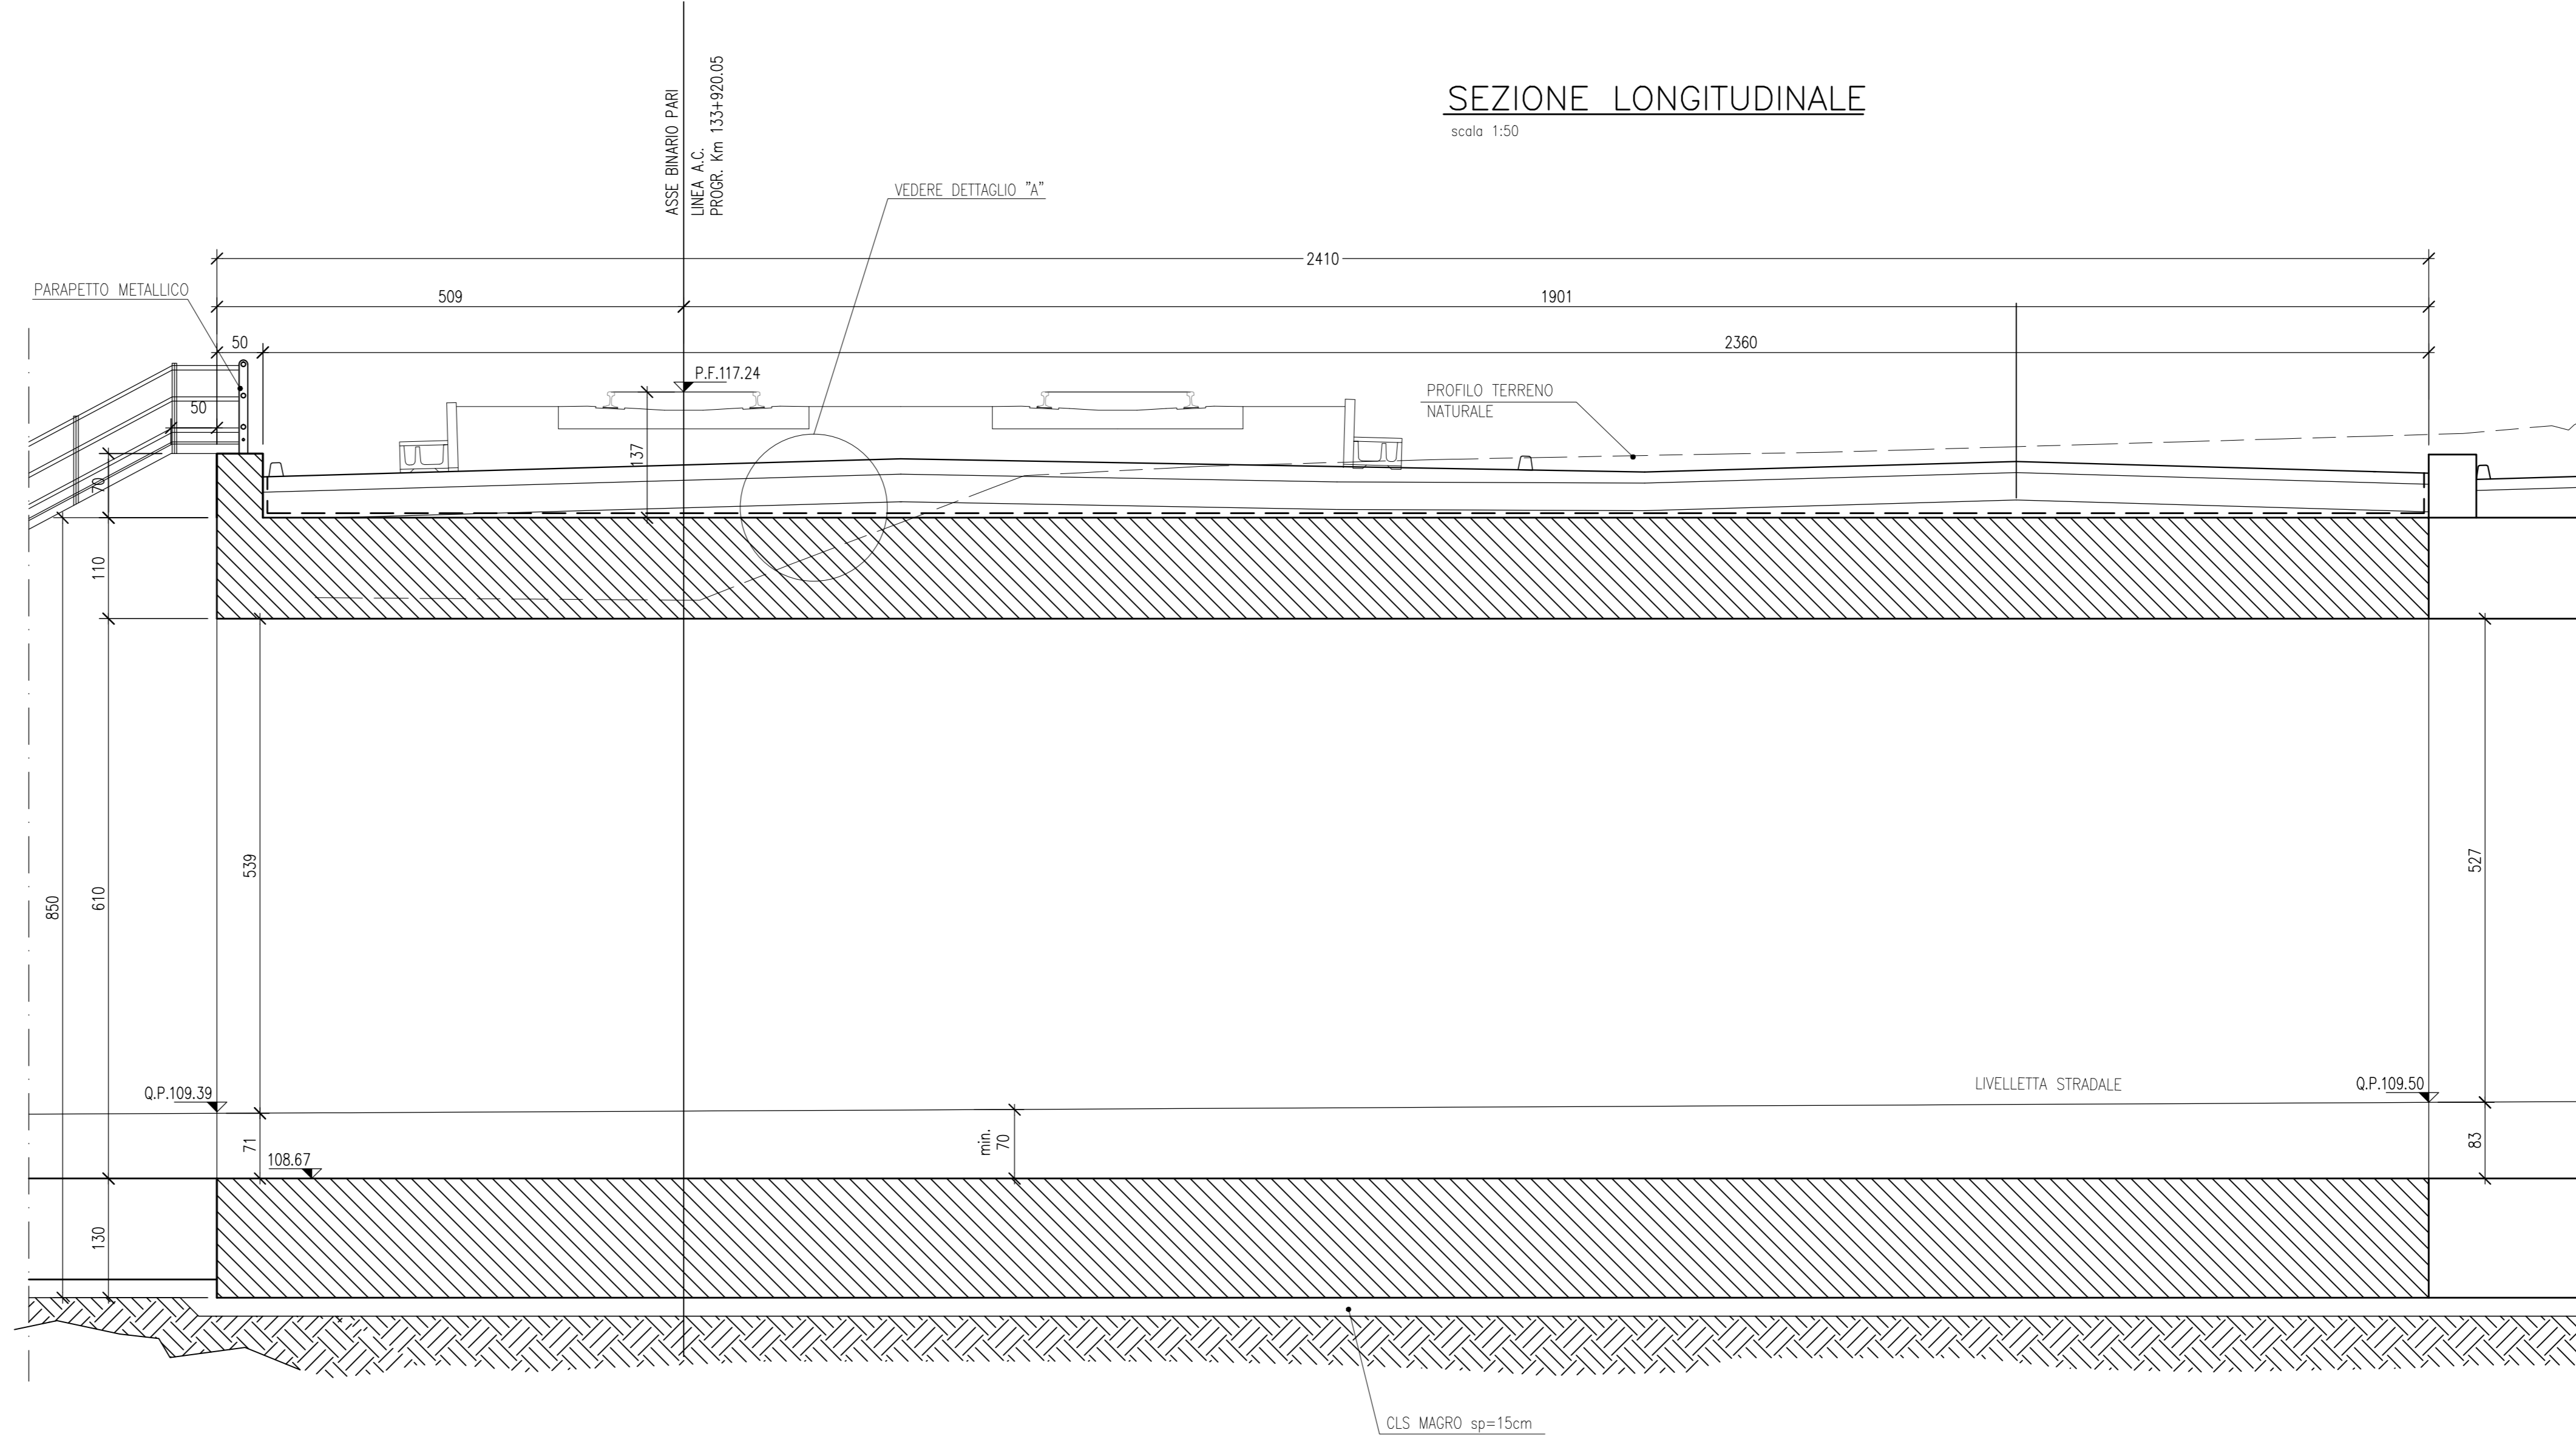 SEZIONE LONGITUDINALE
scala 1:50
ASSE BINARIO PARI
LINEA A.C.
PROGR. Km 133+920.05
VEDERE DETTAGLIO "A"
2410
PARAPETTO METALLICO
509
1901
50
2360
P.F.117.24
PROFILO TERRENO
NATURALE
50
137
70
110
539
527
610
850
Q.P.109.39
LIVELLETTA STRADALE
Q.P.109.50
71
min.
70
83
108.67
130
CLS MAGRO sp=15cm